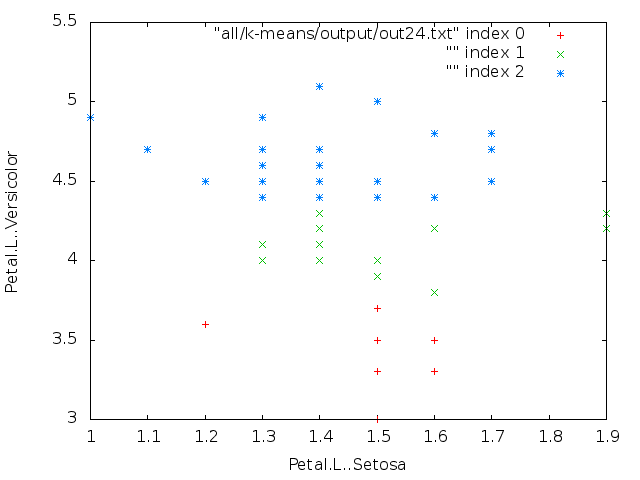 5.5
"all/k-means/output/out24.txt" index 0
"" index 1
"" index 2
5
4.5
4
3.5
3
Petal.L..Versicolor
1 1.1 1.2 1.3 1.4 1.5 1.6 1.7 1.8 1.9
Petal.L..Setosa